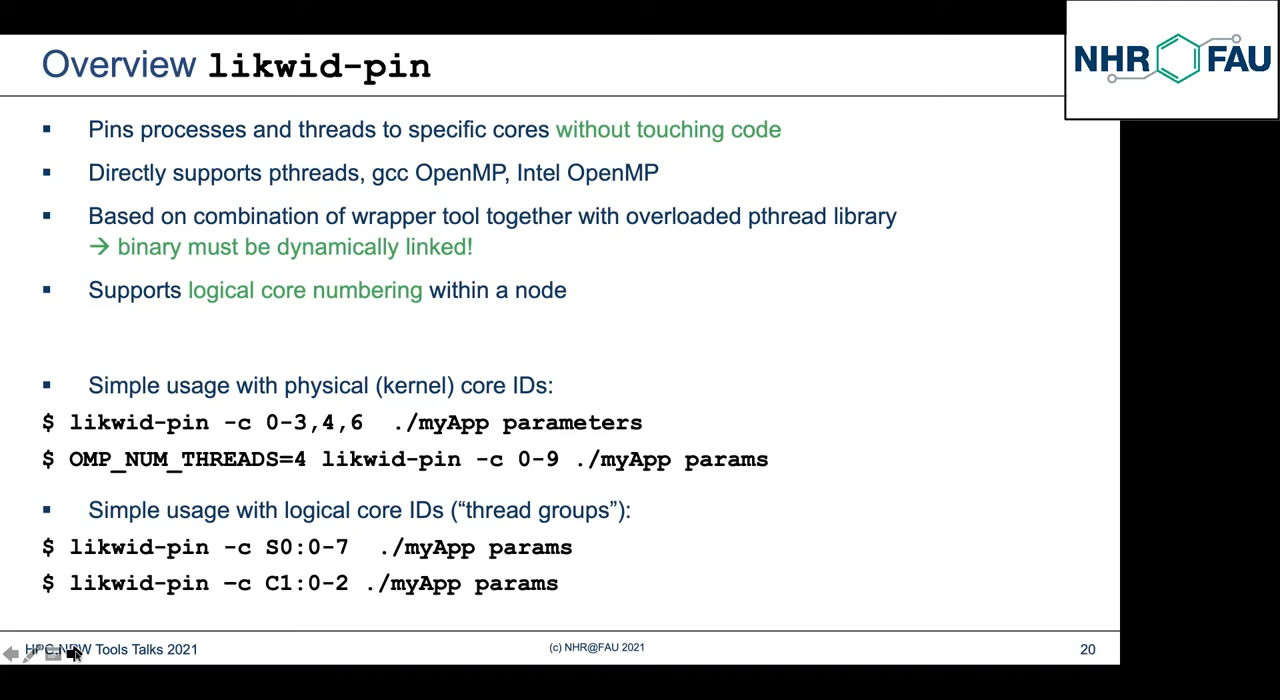 Overview likwid-pin
NHR FAU
▪ Pins processes and threads to specific cores without touching code
▪ Directly supports pthreads, gcc OpenMP, Intel OpenMP
▪ Based on combination of wrapper tool together with overloaded pthread library
→ binary must be dynamically linked!
▪ Supports logical core numbering within a node
▪ Simple usage with physical (kernel) core IDs:
$ likwid-pin -c 0-3,4,6  ./myApp parameters
$ OMP_NUM_THREADS=4 likwid-pin -c 0-9 ./myApp params
▪ Simple usage with logical core IDs (“thread groups”):
$ likwid-pin -c S0:0-7  ./myApp params
$ likwid-pin –c C1:0-2 ./myApp params
HPC.NRW Tools Talks 2021
(c) NHR@FAU 2021
20